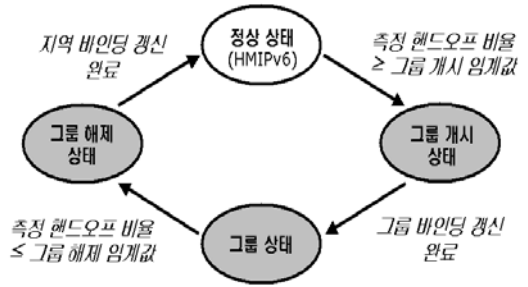 지역 바인딩 갱신
완료
정상 상태
(HMIPv6)
측정 핸드오프 비율
≥ 그룹 개시 임계값
그룹 해제
상태
그룹 개시
상태
측정 핸드오프 비율
≤ 그룹 해제 임계값
그룹 상태
그룹 바인딩 갱신
완료